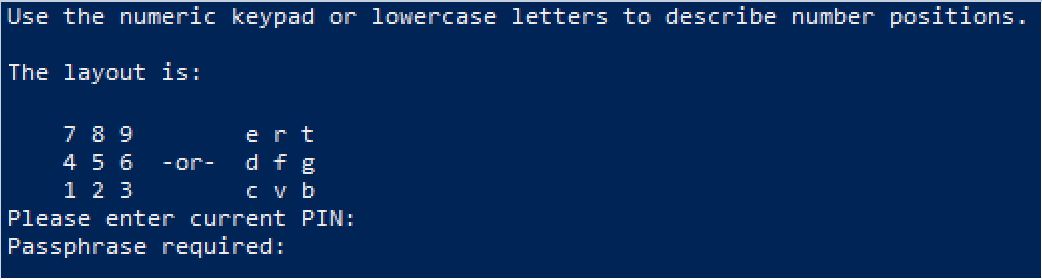 Use the numeric keypad or lowercase letters to describe number positions.
The layout is:
7 8 9 e r t
4 5 6 -or- d f g
1 2 3 c v b
Please enter current PIN:
Passphrase required: